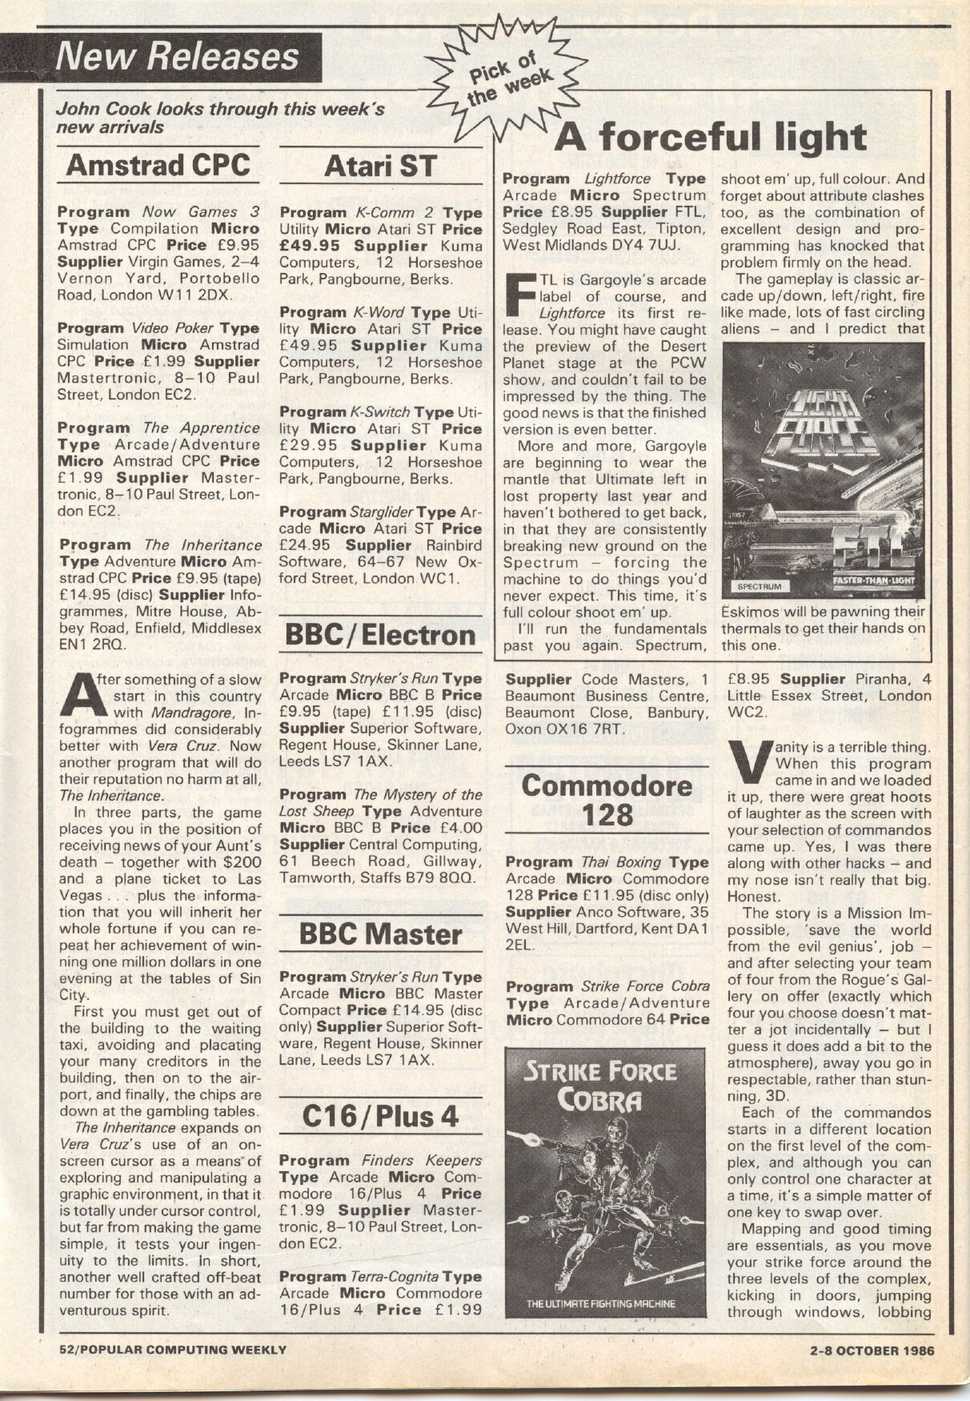 New Releases
John Cook looks through this week's
new arrivals
Amstrad CPC
Program Now Games 3
Type Compilation Micro
Amstrad CPC Price £9.95
Supplier Virgin Games, 2–4
Vernon Yard, Portobello
Road, London W11 2DX.
Program Video Poker Type
Simulation Micro Amstrad
CPC Price £1.99 Supplier
Mastertronic, 8–10 Paul
Street, London EC2.
Program The Apprentice
Type Arcade/Adventure
Micro Amstrad CPC Price
£1.99 Supplier Master-
tronic, 8–10 Paul Street, Lon-
don EC2.
Program The Inheritance
Type Adventure Micro Am-
strad CPC Price £9.95 (tape)
£14.95 (disc) Supplier Info-
grammes, Mitre House, Ab-
bey Road, Enfield, Middlesex
EN1 2RQ.
After something of a slow
start in this country
with Mandragore, In-
fogrammes did considerably
better with Vera Cruz. Now
another program that will do
their reputation no harm at all,
The Inheritance.
In three parts, the game
places you in the position of
receiving news of your Aunt's
death – together with $200
and a plane ticket to Las
Vegas . . . plus the informa-
tion that you will inherit her
whole fortune if you can re-
peat her achievement of win-
ning one million dollars in one
evening at the tables of Sin
City.
First you must get out of
the building to the waiting
taxi, avoiding and placating
your many creditors in the
building, then on to the air-
port, and finally, the chips are
down at the gambling tables.
The Inheritance expands on
Vera Cruz's use of an on-
screen cursor as a means of
exploring and manipulating a
graphic environment, in that it
is totally under cursor control,
but far from making the game
simple, it tests your ingen-
uity to the limits. In short,
another well crafted off-beat
number for those with an ad-
venturous spirit.
Atari ST
Program K-Comm 2 Type
Utility Micro Atari ST Price
£49.95 Supplier Kuma
Computers, 12 Horseshoe
Park, Pangbourne, Berks.
Program K-Word Type Uti-
lity Micro Atari ST Price
£49.95 Supplier Kuma
Computers, 12 Horseshoe
Park, Pangbourne, Berks.
Program K-Switch Type Uti-
lity Micro Atari ST Price
£29.95 Supplier Kuma
Computers, 12 Horseshoe
Park, Pangbourne, Berks.
Program Starglider Type Ar-
cade Micro Atari ST Price
£24.95 Supplier Rainbird
Software, 64–67 New Ox-
ford Street, London WC1.
BBC/Electron
Program Stryker's Run Type
Arcade Micro BBC B Price
£9.95 (tape) £11.95 (disc)
Supplier Superior Software,
Regent House, Skinner Lane,
Leeds LS7 1AX.
Program The Mystery of the
Lost Sheep Type Adventure
Micro BBC B Price £4.00
Supplier Central Computing,
61 Beech Road, Gillway,
Tamworth, Staffs B79 8QQ.
BBC Master
Program Stryker's Run Type
Arcade Micro BBC Master
Compact Price £14.95 (disc
only) Supplier Superior Soft-
ware, Regent House, Skinner
Lane, Leeds LS7 1AX.
C16/Plus 4
Program Finders Keepers
Type Arcade Micro Com-
modore 16/Plus 4 Price
£1.99 Supplier Master-
tronic, 8–10 Paul Street, Lon-
don EC2.
Program Terra-Cognita Type
Arcade Micro Commodore
16/Plus 4 Price £1.99
Pick of
the week
A forceful light
Program Lightforce Type
Arcade Micro Spectrum
Price £8.95 Supplier FTL,
Sedgley Road East, Tipton,
West Midlands DY4 7UJ.
FTL is Gargoyle's arcade
label of course, and
Lightforce its first re-
lease. You might have caught
the preview of the Desert
Planet stage at the PCW
show, and couldn't fail to be
impressed by the thing. The
good news is that the finished
version is even better.
More and more, Gargoyle
are beginning to wear the
mantle that Ultimate left in
lost property last year and
haven't bothered to get back,
in that they are consistently
breaking new ground on the
Spectrum – forcing the
machine to do things you'd
never expect. This time, it's
full colour shoot em' up.
I'll run the fundamentals
past you again. Spectrum,
shoot em' up, full colour. And
forget about attribute clashes
too, as the combination of
excellent design and pro-
gramming has knocked that
problem firmly on the head.
The gameplay is classic ar-
cade up/down, left/right, fire
like made, lots of fast circling
aliens – and I predict that
LIGHT
FORCE
FTL
FASTER-THAN-LIGHT
SPECTRUM
Eskimos will be pawning their
thermals to get their hands on
this one.
Supplier Code Masters, 1
Beaumont Business Centre,
Beaumont Close, Banbury,
Oxon OX16 7RT.
Commodore
128
Program Thai Boxing Type
Arcade Micro Commodore
128 Price £11.95 (disc only)
Supplier Anco Software, 35
West Hill, Dartford, Kent DA1
2EL.
Program Strike Force Cobra
Type Arcade/Adventure
Micro Commodore 64 Price
STRIKE FORCE
COBRA
THE ULTIMATE FIGHTING MACHINE
£8.95 Supplier Piranha, 4
Little Essex Street, London
WC2.
Vanity is a terrible thing.
When this program
came in and we loaded
it up, there were great hoots
of laughter as the screen with
your selection of commandos
came up. Yes, I was there
along with other hacks – and
my nose isn't really that big.
Honest.
The story is a Mission Im-
possible, 'save the world
from the evil genius', job –
and after selecting your team
of four from the Rogue's Gal-
lery on offer (exactly which
four you choose doesn't mat-
ter a jot incidentally – but I
guess it does add a bit to the
atmosphere), away you go in
respectable, rather than stun-
ning, 3D.
Each of the commandos
starts in a different location
on the first level of the com-
plex, and although you can
only control one character at
a time, it's a simple matter of
one key to swap over.
Mapping and good timing
are essentials, as you move
your strike force around the
three levels of the complex,
kicking in doors, jumping
through windows, lobbing
52/POPULAR COMPUTING WEEKLY
2–8 OCTOBER 1986